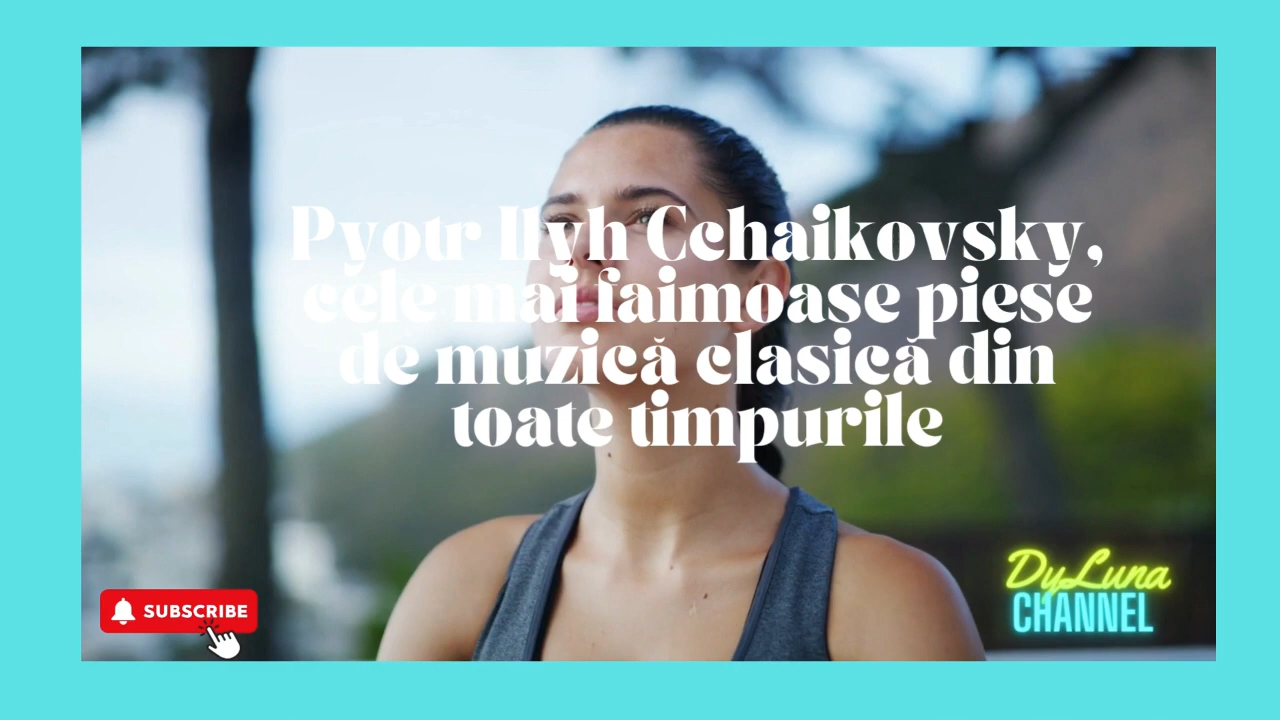 Pyotr Ilyh Cchaikovsky,
cele mai faimoase piese
de muzică clasică din
toate timpurile
SUBSCRIBE
DyLuna
CHANNEL